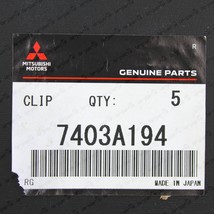 R
MITSUBISHI
MOTORS
GENUINE PARTS
CLIP QTY: 5
7403A194
RG
MADE IN JAPAN